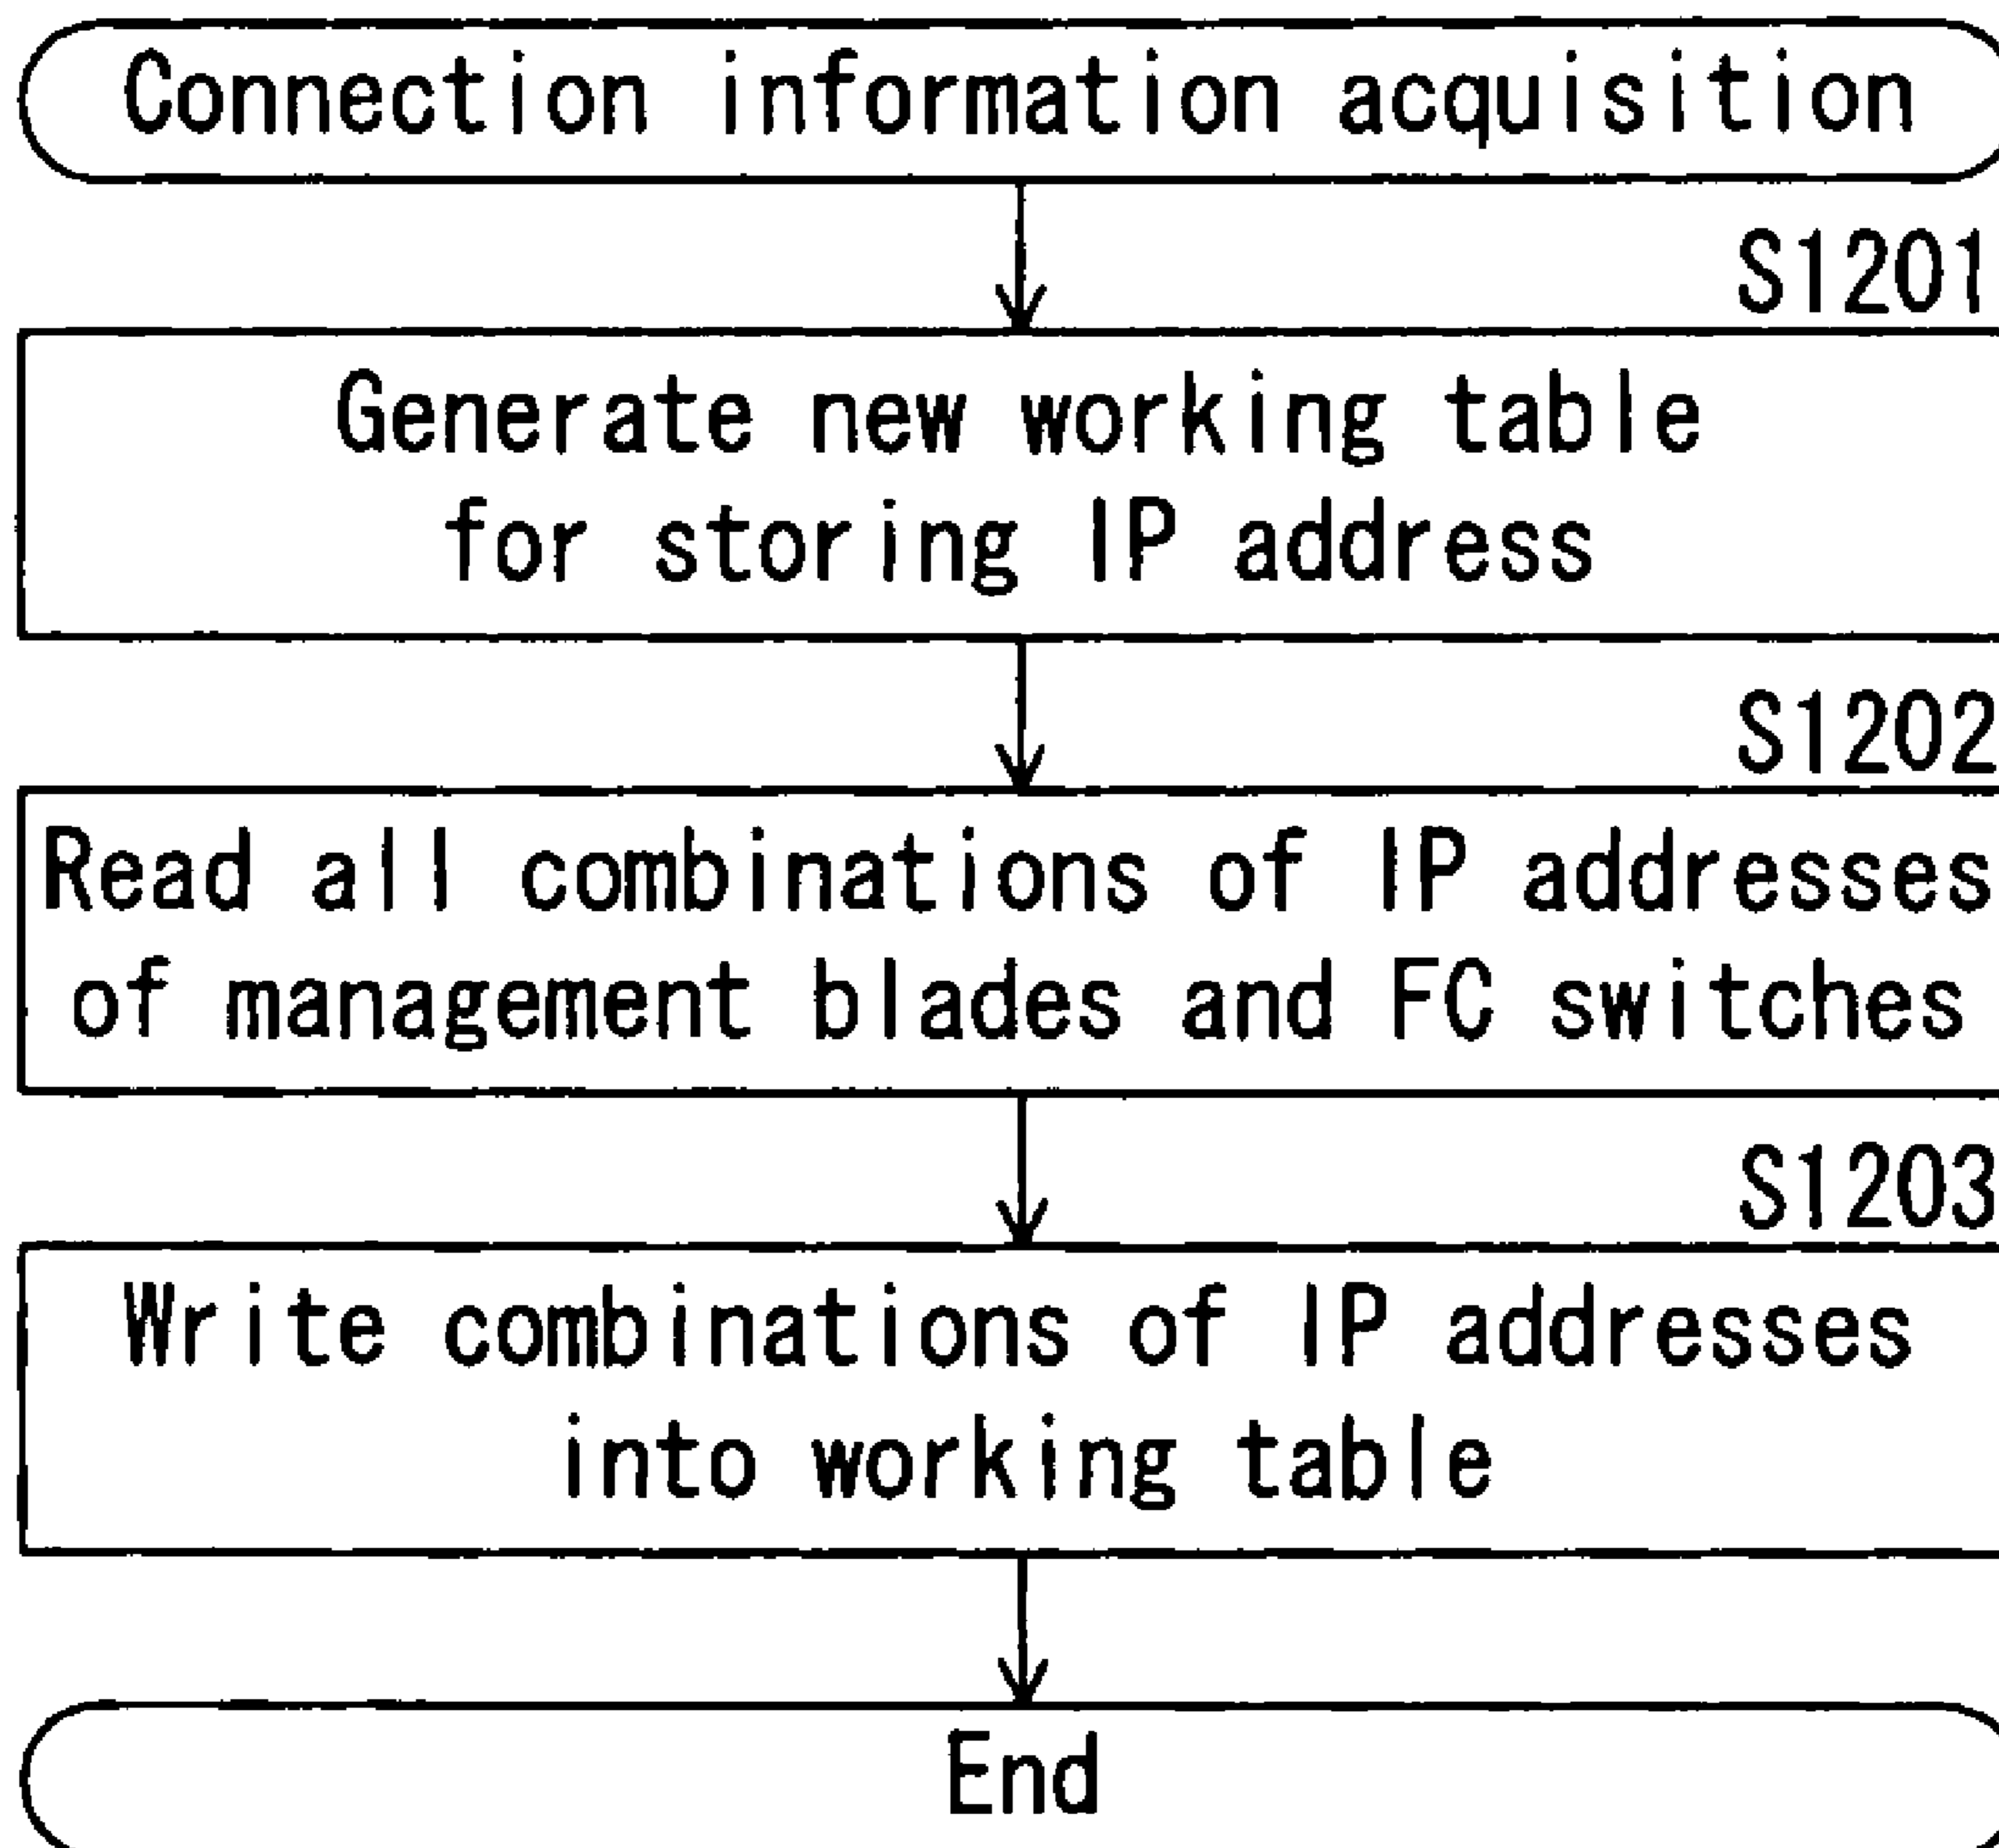 Connection information acquisition
S1201
Generate new working table
for storing IP address
S1202
Read all combinations of IP addresses
of management blades and FC switches
S1203
Write combinations of IP addresses
into working table
End